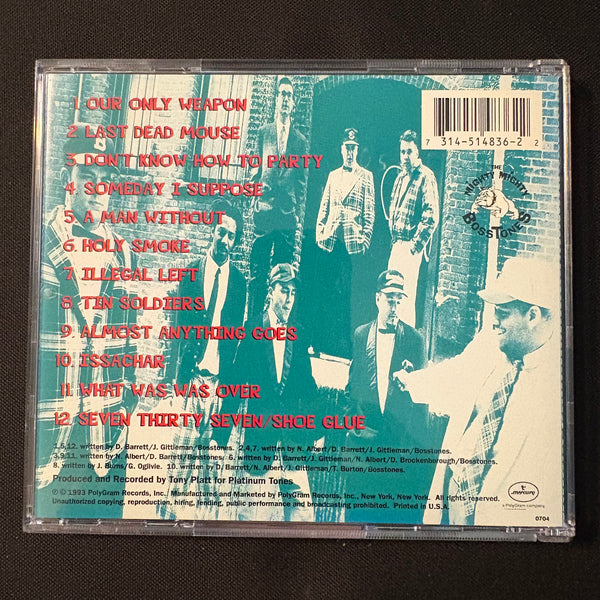 1. OUR ONLY WEAPON
2. LAST DEAD MOUSE
3. DON'T KNOW HOW TO PARTY
4. SOMEDAY I SUPPOSE
5. A MAN WITHOUT
6. HOLY SMOKE
7. ILLEGAL LEFT
8. TIN SOLDIERS
9. ALMOST ANYTHING GOES
10. ISSACHAR
11. WHAT WAS WAS OVER
12. SEVEN THIRTY SEVEN/SHOE GLUE
7 314-514836-2 2
THE
MIGHTY MIGHTY
BOSSTONES
1,5,12. written by D. Barrett/J. Gittleman/Bosstones. 2,4,7. written by N. Albert/D. Barrett/J. Gittleman/Bosstones.
3,9,11. written by N. Albert/D. Barrett/J. Gittleman/Bosstones. 6. written by D. Barrett/J. Gittleman/N. Albert/D. Brockenborough/Bosstones.
8. written by J. Burns/G. Ogilvie. 10. written by D. Barrett/N. Albert/J. Gittleman/T. Burton/Bosstones.
Produced and Recorded by Tony Platt for Platinum Tones
℗ © 1993 PolyGram Records, Inc./ Manufactured and Marketed by PolyGram Records, Inc., New York, New York. All rights reserved.
Unauthorized copying, reproduction, hiring, lending, public performance and broadcasting prohibited. Printed in U.S.A.
mercury
a PolyGram company
0704